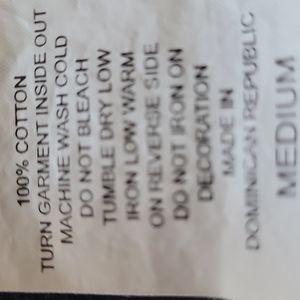 100% COTTON
TURN GARMENT INSIDE OUT
MACHINE WASH COLD
DO NOT BLEACH
TUMBLE DRY LOW
IRON LOW WARM
ON REVERSE SIDE
DO NOT IRON ON
DECORATION
MADE IN
DOMINICAN REPUBLIC
MEDIUM